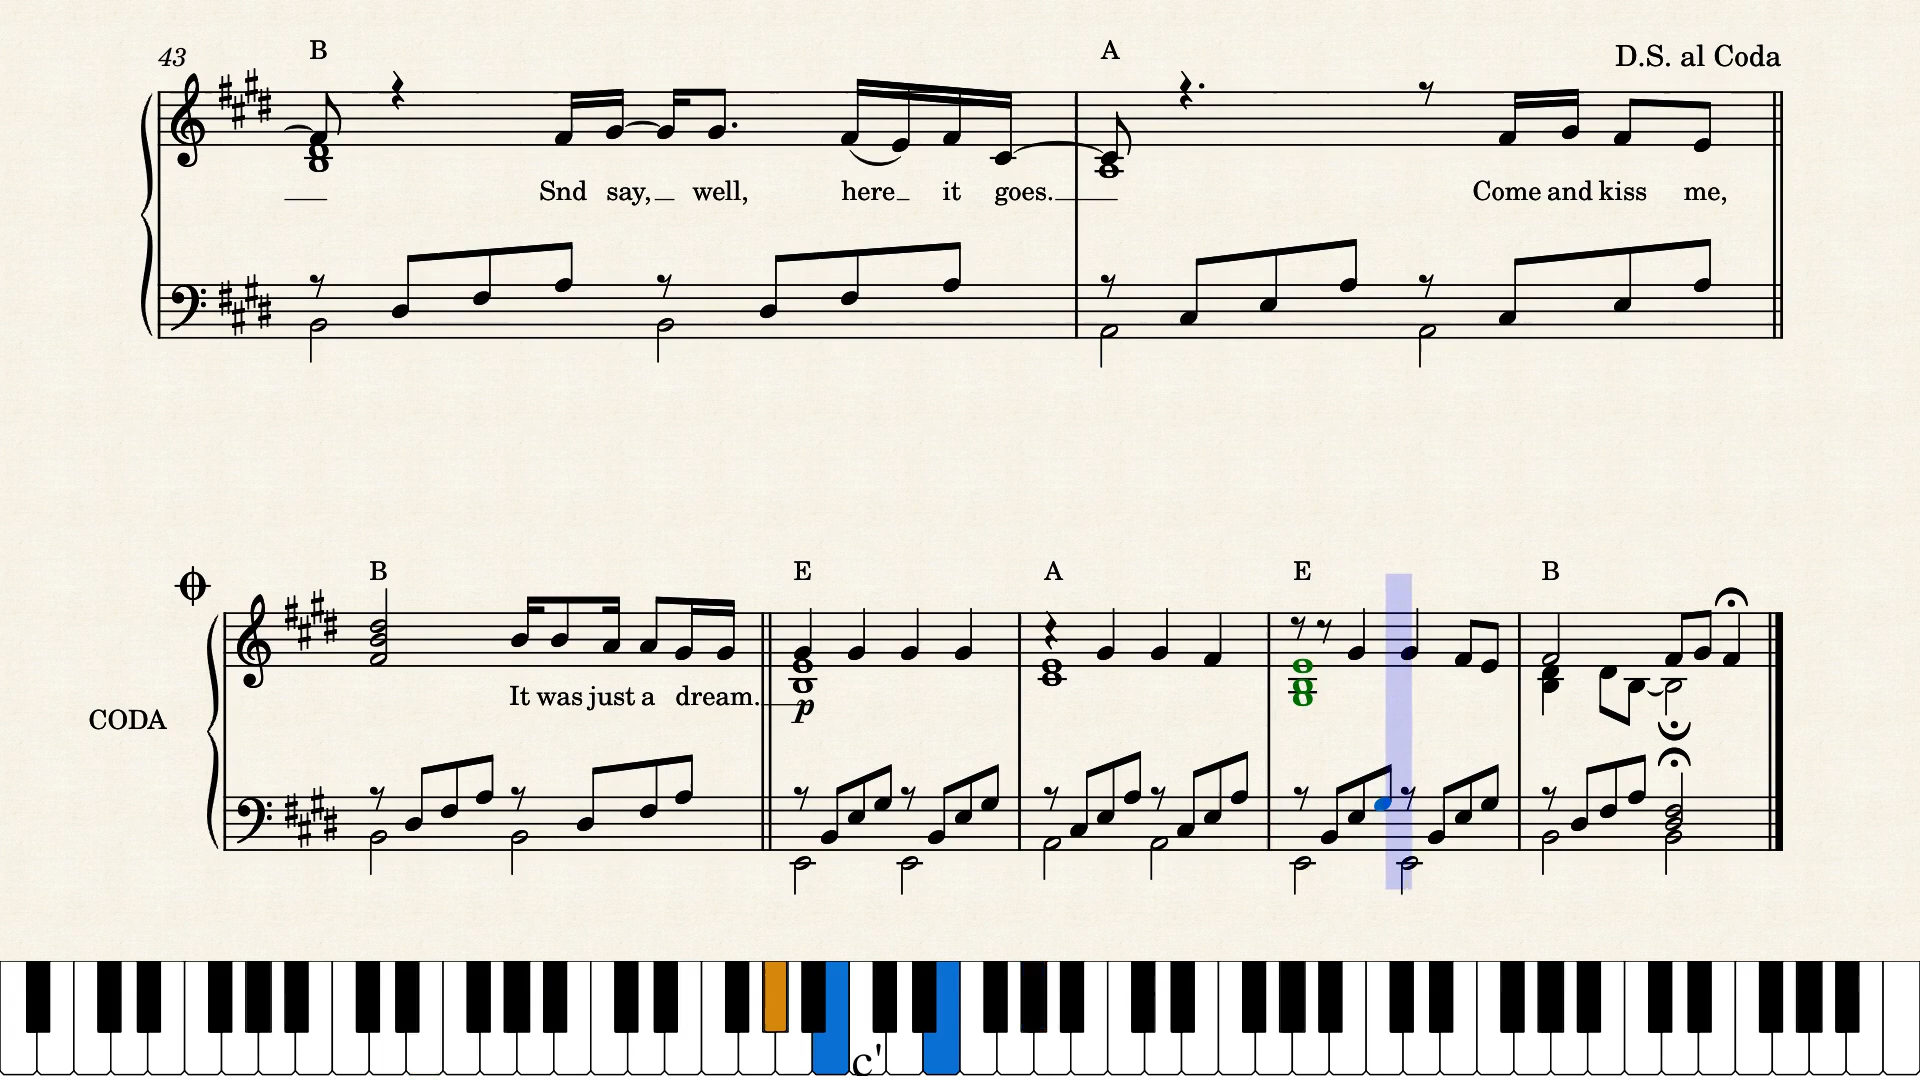 43 B A D.S. al Coda
Snd say, well, here it goes. Come and kiss me,
B E A E B
It was just a dream.
p
CODA
c'